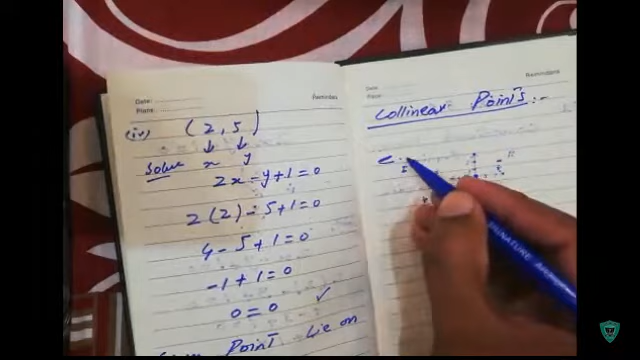 Date:
Place:
Reminders
(iv) (2, 5)
↓ ↓
Solve x y
2x - y + 1 = 0
2(2) - 5 + 1 = 0
4 - 5 + 1 = 0
-1 + 1 = 0
0 = 0 ✓
Point Lie on
Date:
Place:
Reminders
Collinear Points :-